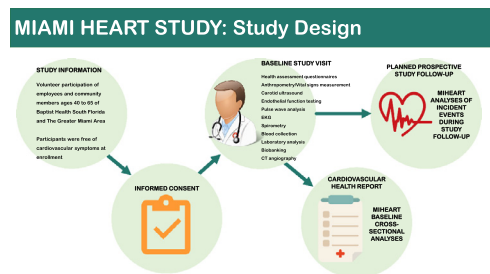 MIAMI HEART STUDY: Study Design
STUDY INFORMATION
Volunteer participation of
employees and community
members ages 40 to 65 of
Baptist Health South Florida
and The Greater Miami Area
Participants were free of
cardiovascular symptoms at
enrollment
INFORMED CONSENT
BASELINE STUDY VISIT
Health assessment questionnaires
Anthropometry/Vital signs measurement
Carotid ultrasound
Endothelial function testing
Pulse wave analysis
EKG
Spirometry
Blood collection
Laboratory analysis
Biobanking
CT angiography
PLANNED PROSPECTIVE
STUDY FOLLOW-UP
MIHEART
ANALYSES OF
INCIDENT
EVENTS
DURING
STUDY
FOLLOW-UP
CARDIOVASCULAR
HEALTH REPORT
MIHEART
BASELINE
CROSS-
SECTIONAL
ANALYSES